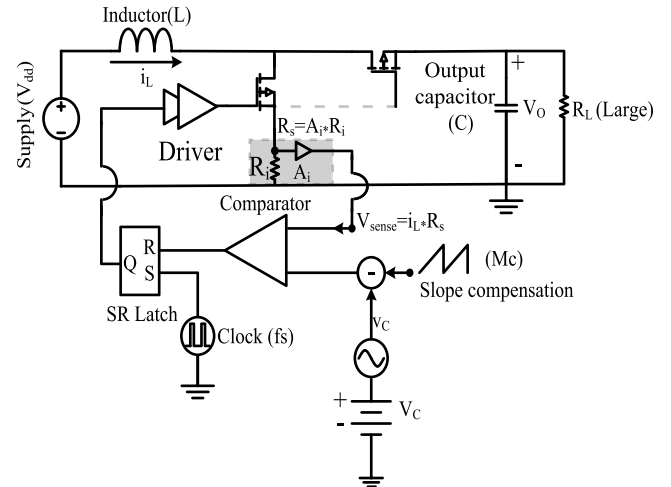 Inductor(L)
i_L
Supply(V_dd)
+
-
Driver
R_s=A_i*R_i
R_i
A_i
Output
capacitor
(C)
+
V_O
-
R_L (Large)
Comparator
V_sense=i_L*R_s
R
Q
S
SR Latch
Clock (fs)
-
(Mc)
Slope compensation
v_C
+
-
V_C